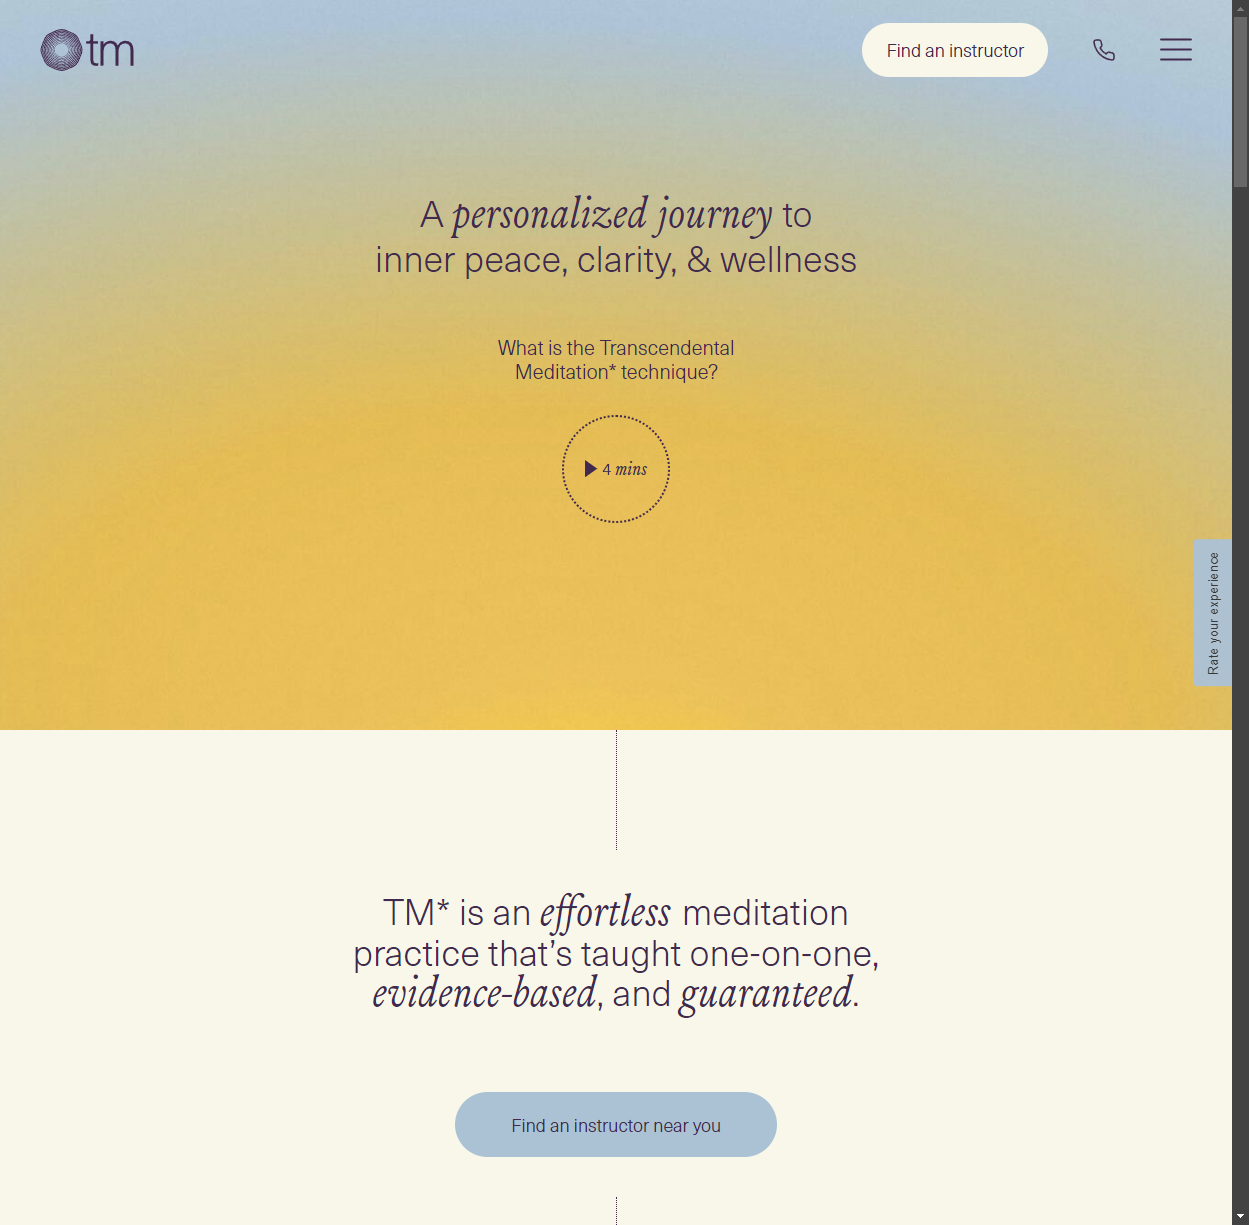 tm
Find an instructor
A personalized journey to
inner peace, clarity, & wellness
What is the Transcendental
Meditation* technique?
4 mins
Rate your experience
TM* is an effortless meditation
practice that’s taught one-on-one,
evidence-based, and guaranteed.
Find an instructor near you